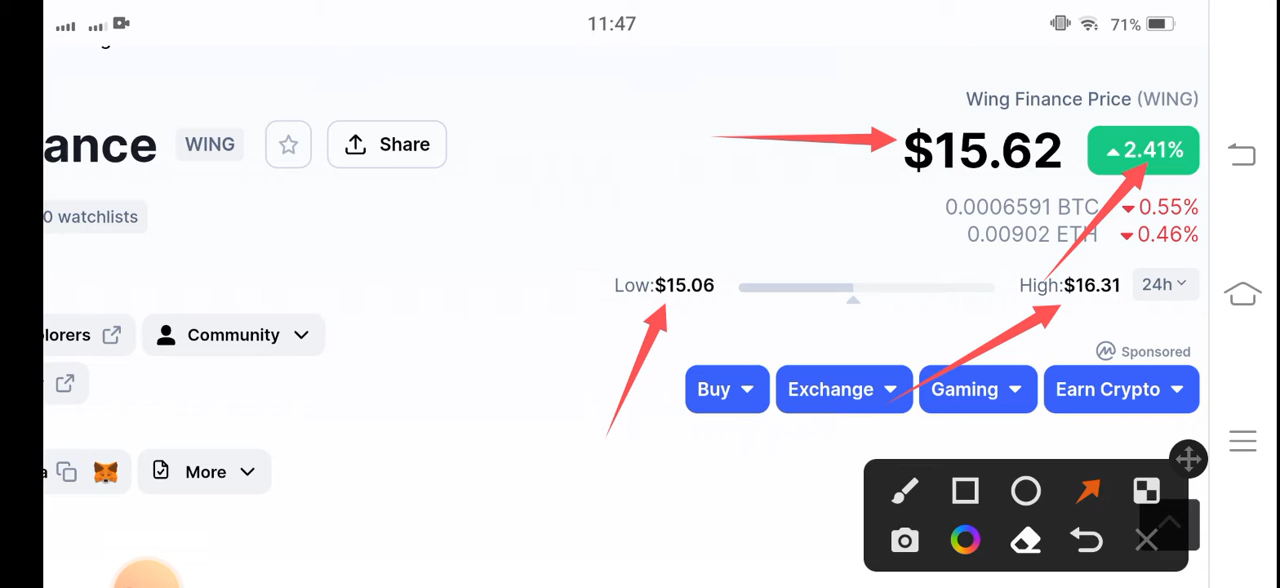 11:47
71%
Wing Finance Price (WING)
ance WING Share
$15.62 2.41%
0 watchlists
0.0006591 BTC 0.55%
0.00902 ETH 0.46%
Low:$15.06 High:$16.31 24h
lorers Community
Sponsored
Buy Exchange Gaming Earn Crypto
a More